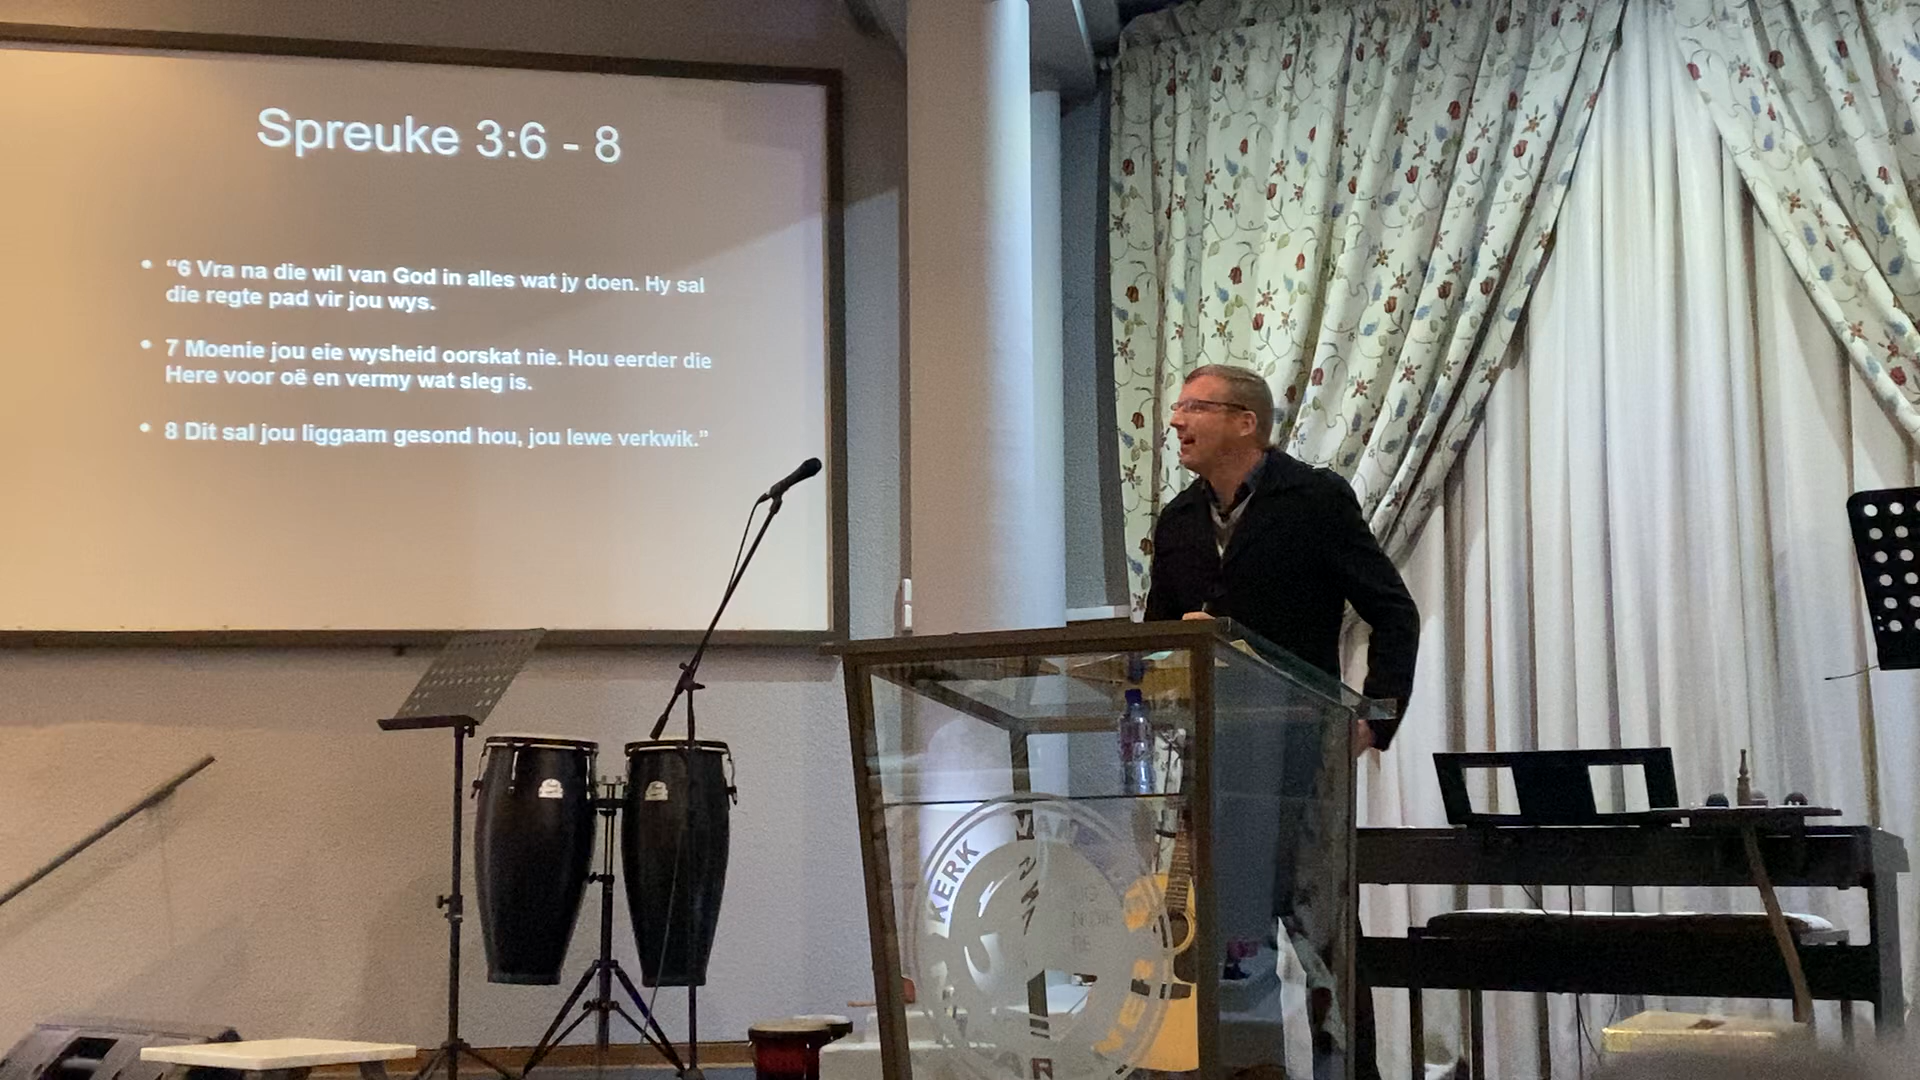 Spreuke 3:6 - 8
• “6 Vra na die wil van God in alles wat jy doen. Hy sal
die regte pad vir jou wys.
• 7 Moenie jou eie wysheid oorskat nie. Hou eerder die
Here voor oë en vermy wat sleg is.
• 8 Dit sal jou liggaam gesond hou, jou lewe verkwik.”
KERK VAN